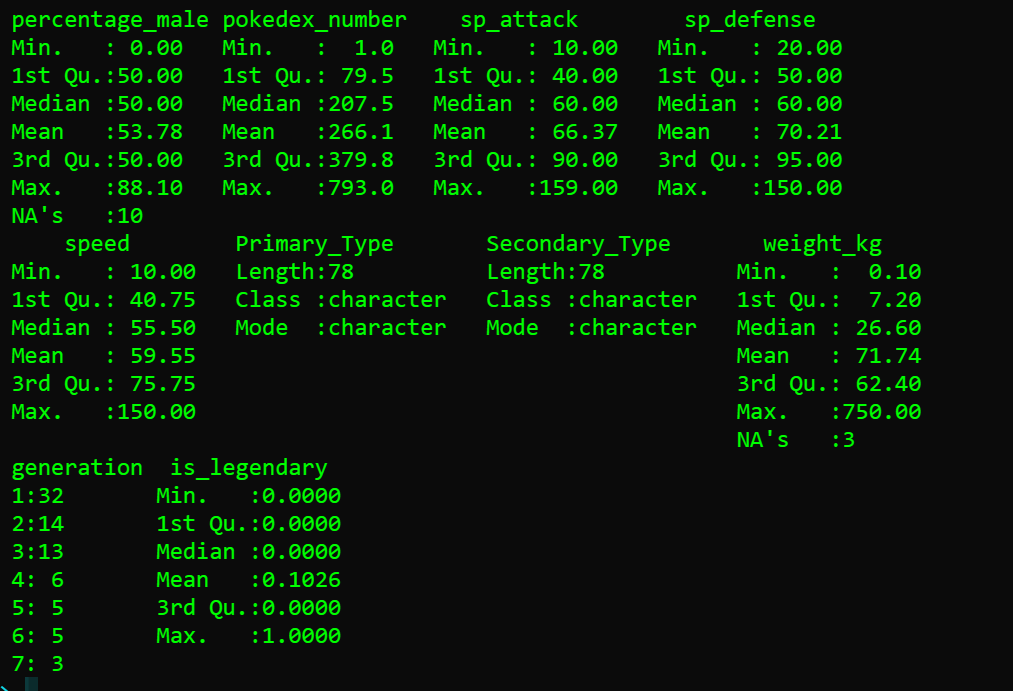 percentage_male pokedex_number    sp_attack        sp_defense
Min.   : 0.00   Min.   :  1.0   Min.   : 10.00   Min.   : 20.00
1st Qu.:50.00   1st Qu.: 79.5   1st Qu.: 40.00   1st Qu.: 50.00
Median :50.00   Median :207.5   Median : 60.00   Median : 60.00
Mean   :53.78   Mean   :266.1   Mean   : 66.37   Mean   : 70.21
3rd Qu.:50.00   3rd Qu.:379.8   3rd Qu.: 90.00   3rd Qu.: 95.00
Max.   :88.10   Max.   :793.0   Max.   :159.00   Max.   :150.00
NA's   :10
    speed        Primary_Type       Secondary_Type       weight_kg
Min.   : 10.00   Length:78          Length:78          Min.   :  0.10
1st Qu.: 40.75   Class :character   Class :character   1st Qu.:  7.20
Median : 55.50   Mode  :character   Mode  :character   Median : 26.60
Mean   : 59.55                                         Mean   : 71.74
3rd Qu.: 75.75                                         3rd Qu.: 62.40
Max.   :150.00                                         Max.   :750.00
                                                       NA's   :3
generation  is_legendary
1:32       Min.   :0.0000
2:14       1st Qu.:0.0000
3:13       Median :0.0000
4: 6       Mean   :0.1026
5: 5       3rd Qu.:0.0000
6: 5       Max.   :1.0000
7: 3